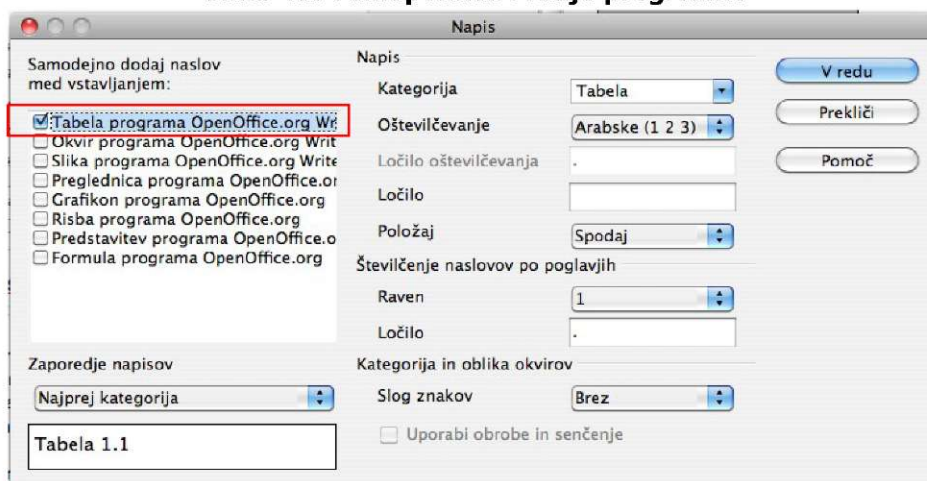 Napis
Samodejno dodaj naslov
med vstavljanjem:
Tabela programa OpenOffice.org Wr
Okvir programa OpenOffice.org Writ
Slika programa OpenOffice.org Write
Preglednica programa OpenOffice.or
Grafikon programa OpenOffice.org
Risba programa OpenOffice.org
Predstavitev programa OpenOffice.o
Formula programa OpenOffice.org
Zaporedje napisov
Najprej kategorija
Tabela 1.1
Napis
Kategorija
Tabela
Oštevilčevanje
Arabske (1 2 3)
Ločilo oštevilčevanja
.
Ločilo
Položaj
Spodaj
Številčenje naslovov po poglavjih
Raven
1
Ločilo
.
Kategorija in oblika okvirov
Slog znakov
Brez
Uporabi obrobe in senčenje
V redu
Prekliči
Pomoč